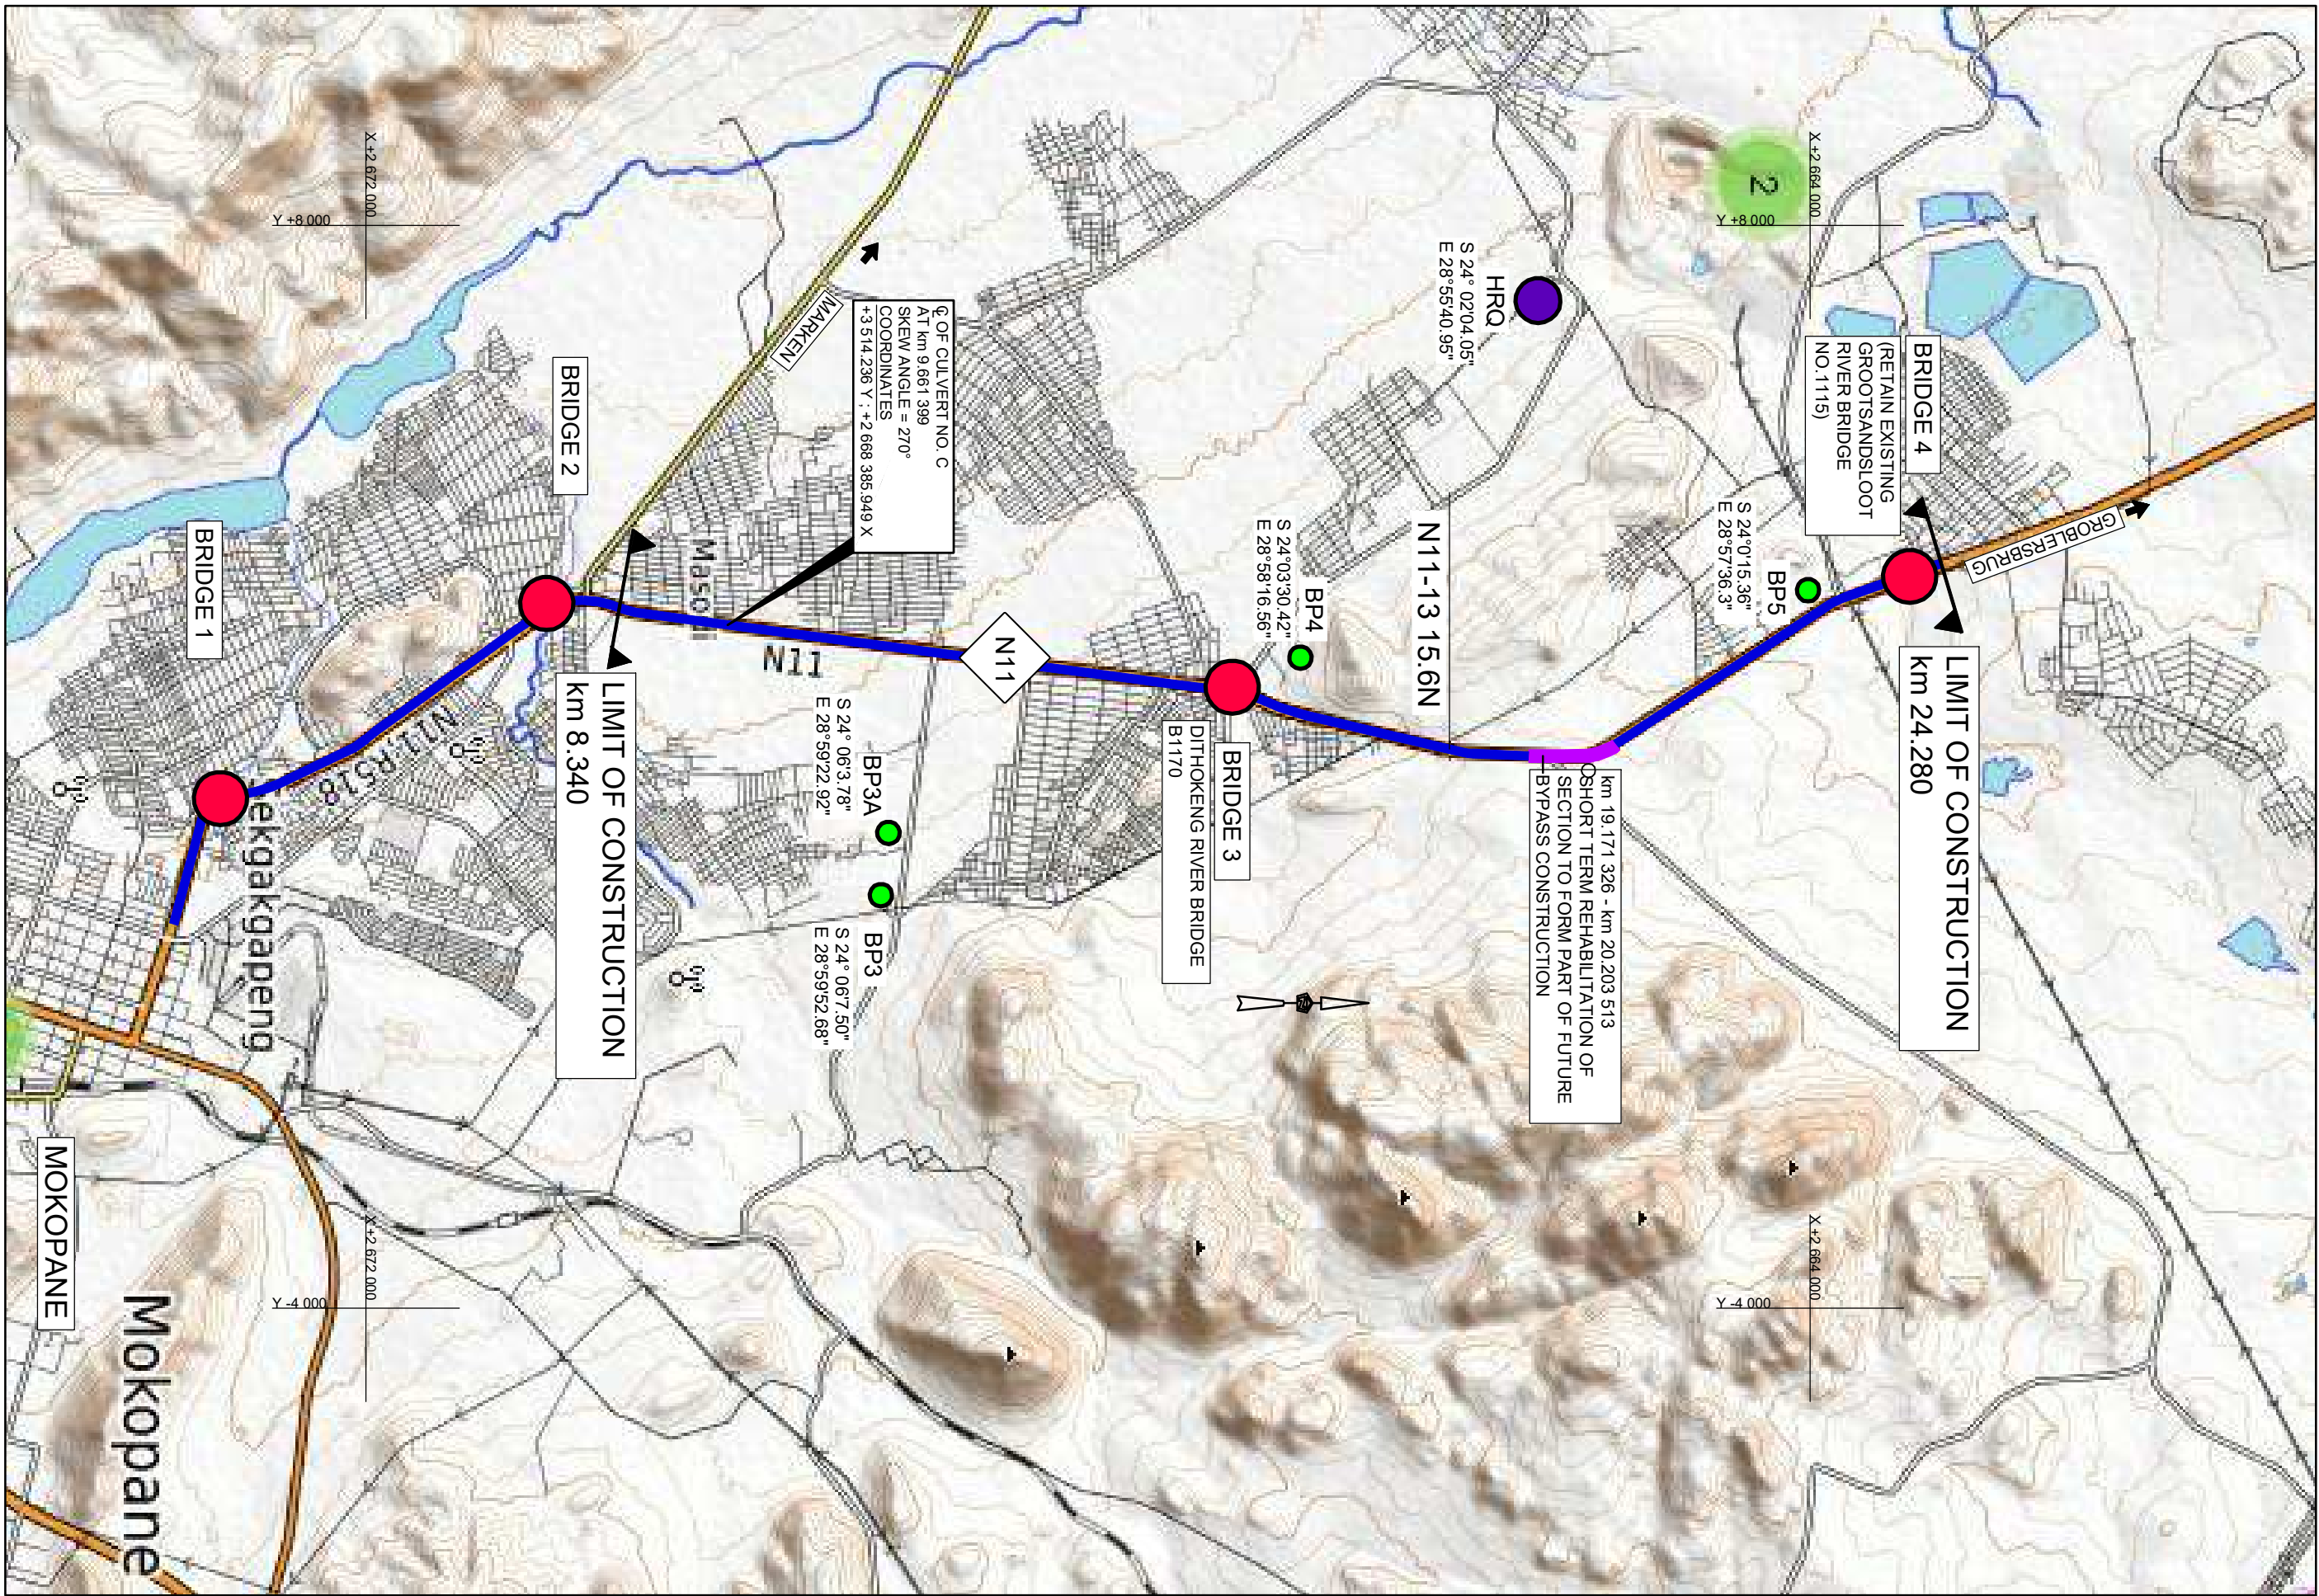 X +2 672 000
Y +8 000
X +2 664 000
Y +8 000
2
MARKEN
₵ OF CULVERT NO. C
AT km 9.661 399
SKEW ANGLE = 270°
COORDINATES
+3 514.236 Y ; +2 668 385.949 X
HRQ
S 24° 02'04.05"
E 28°55'40.95"
BRIDGE 4
(RETAIN EXISTING
GROOTSANDSLOOT
RIVER BRIDGE
NO.1115)
GROBLERSBRUG
LIMIT OF CONSTRUCTION
km 24.280
BP5
S 24°0'15.36"
E 28°57'36.3"
N11-13 15.6N
BP4
S 24°03'30.42"
E 28°58'16.56"
km 19.171 326 - km 20.203 513
SHORT TERM REHABILITATION OF
SECTION TO FORM PART OF FUTURE
BYPASS CONSTRUCTION
BRIDGE 3
DITHOKENG RIVER BRIDGE
B1170
N11
N11
BP3A
S 24° 06'3.78"
E 28°59'22.92"
BP3
S 24° 06'7.50"
E 28°59'52.68"
BRIDGE 2
LIMIT OF CONSTRUCTION
km 8.340
N11R518
BRIDGE 1
ekgakgapeng
MOKOPANE
Mokopane
X +2 672 000
Y -4 000
X +2 664 000
Y -4 000